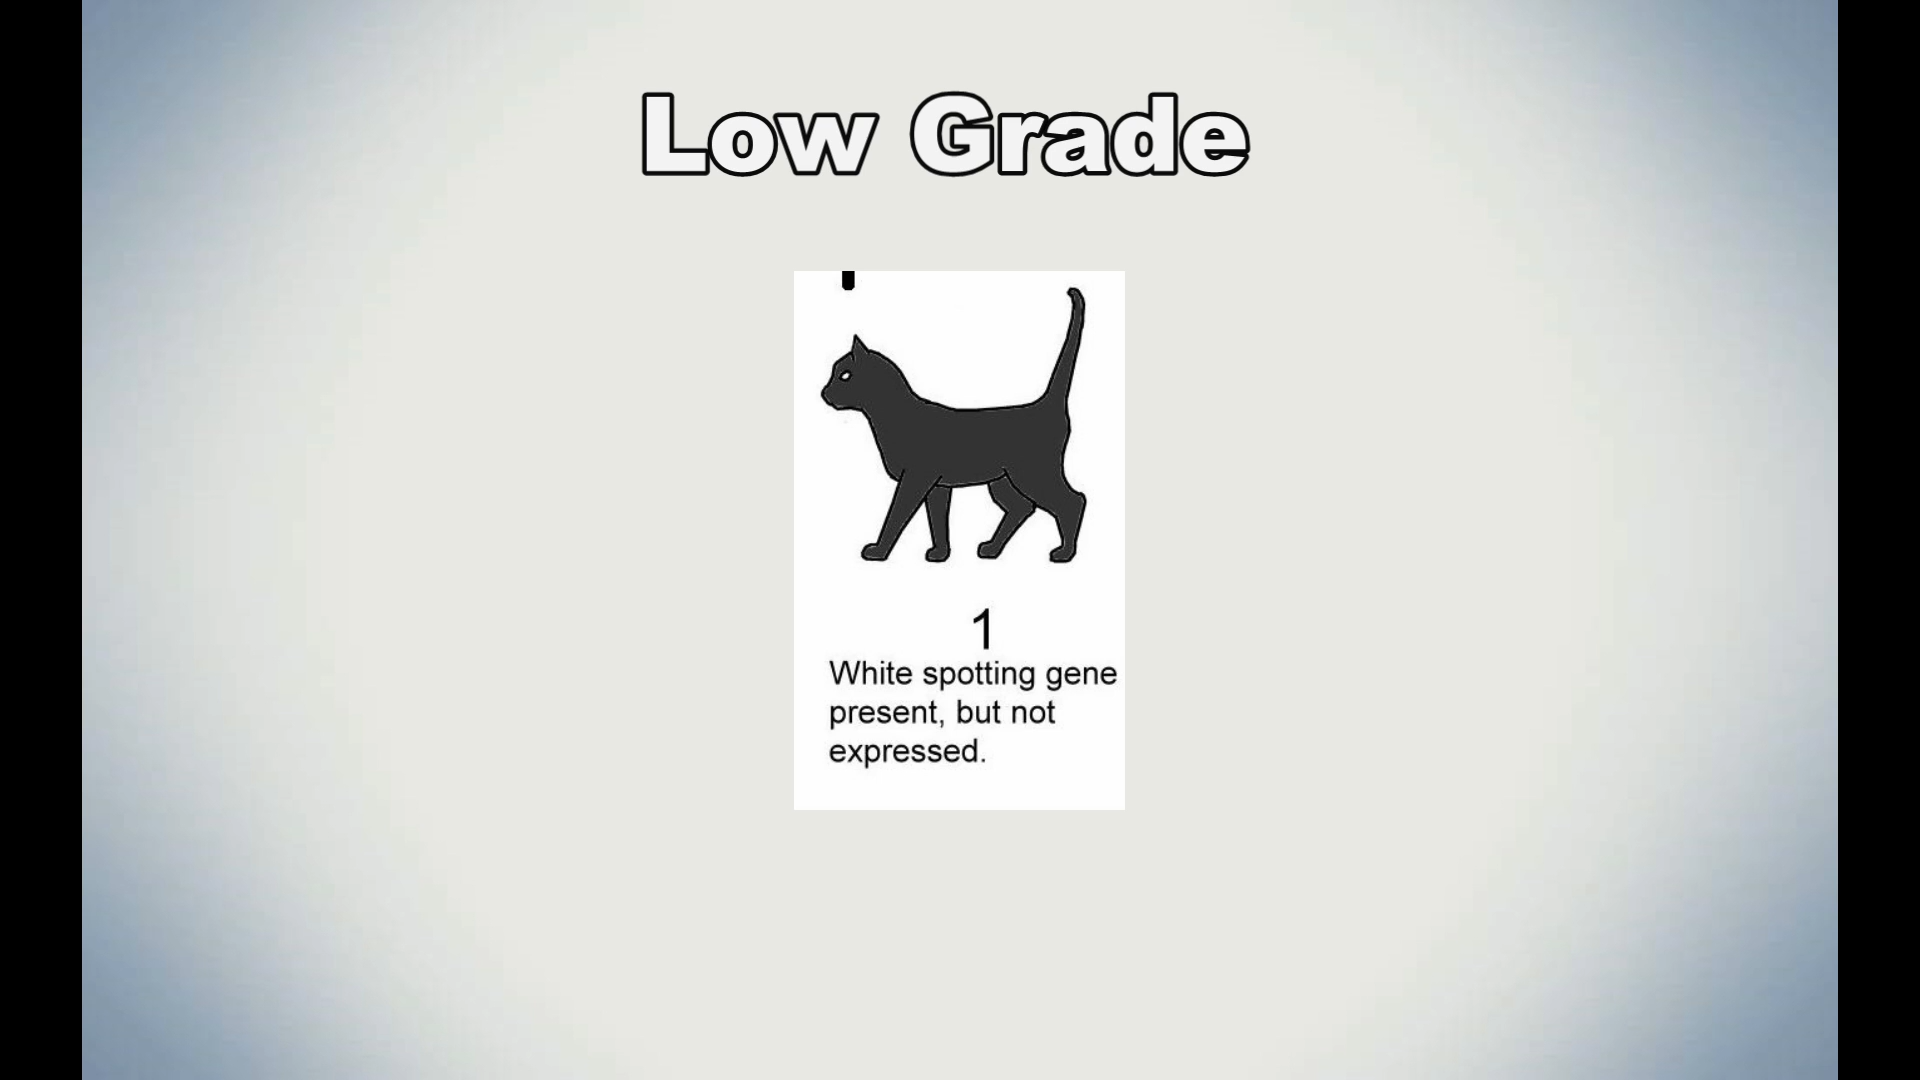 Low Grade
1
White spotting gene
present, but not
expressed.